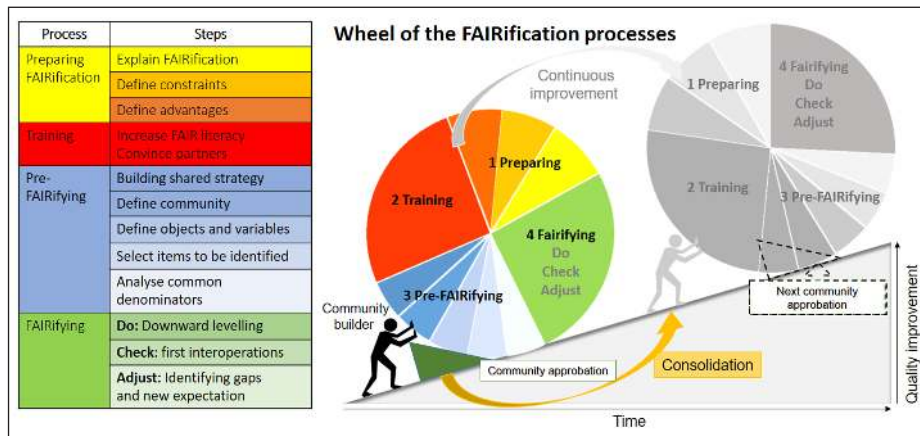 Process Steps
Preparing
FAIRification
Explain FAIRification
Define constraints
Define advantages
Training
Increase FAIR literacy
Convince partners
Pre-
FAIRifying
Building shared strategy
Define community
Define objects and variables
Select items to be identified
Analyse common
denominators
FAIRifying
Do: Downward levelling
Check: first interoperations
Adjust: Identifying gaps
and new expectation
Wheel of the FAIRification processes
Continuous
improvement
1 Preparing
2 Training
3 Pre-FAIRifying
4 Fairifying
Do
Check
Adjust
1 Preparing
4 Fairifying
Do
Check
Adjust
2 Training
3 Pre-FAIRifying
Community
builder
Community approbation
Consolidation
Next community
approbation
Time
Quality improvement